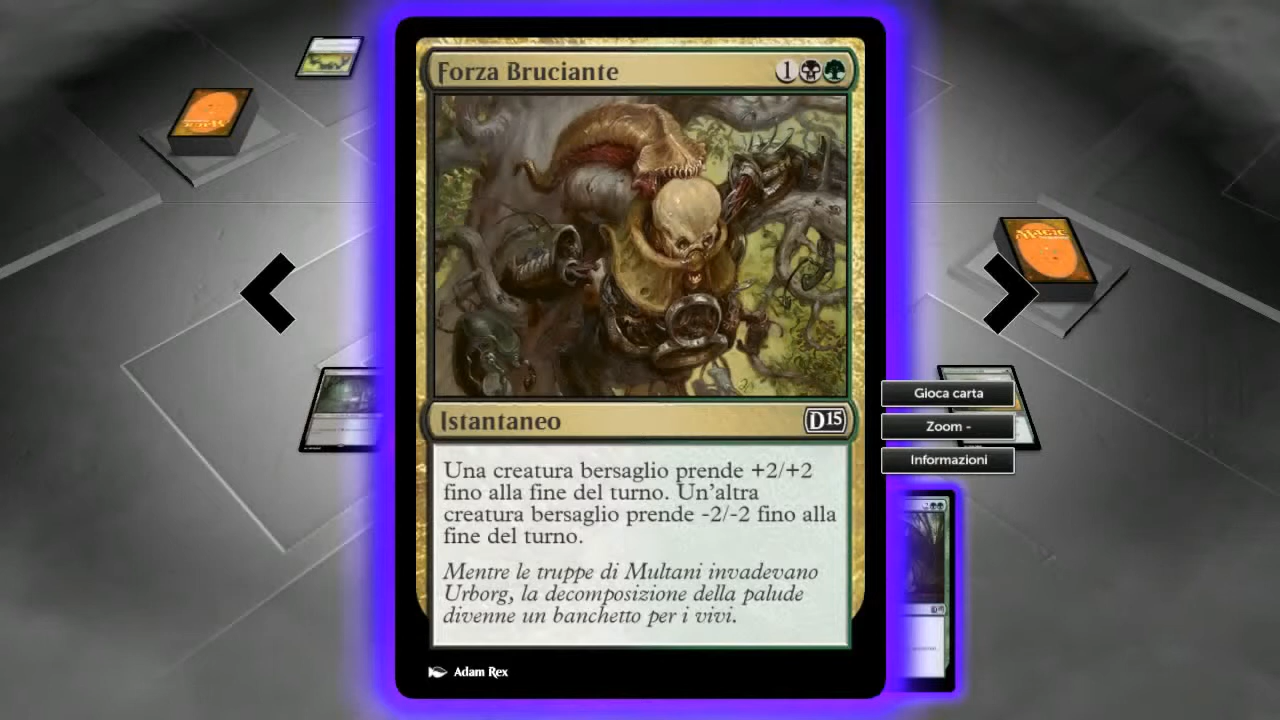 Forza Bruciante
1
Istantaneo
D15
Una creatura bersaglio prende +2/+2
fino alla fine del turno. Un'altra
creatura bersaglio prende -2/-2 fino alla
fine del turno.
Mentre le truppe di Multani invadevano
Urborg, la decomposizione della palude
divenne un banchetto per i vivi.
Adam Rex
Magic
Gioca carta
Zoom -
Informazioni